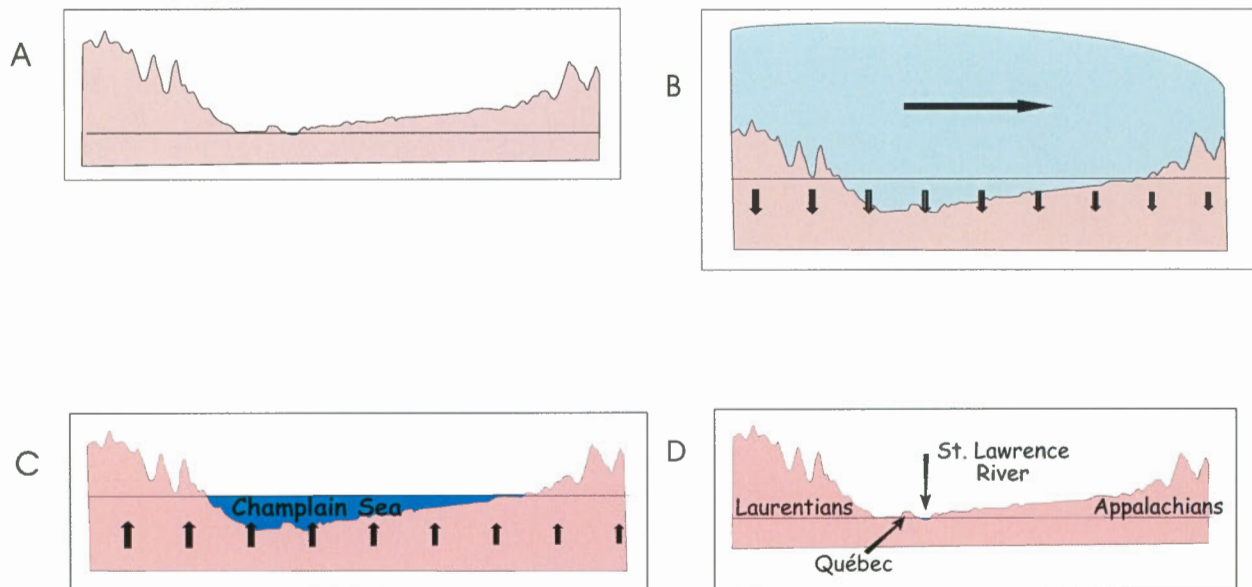 A
B
C
Champlain Sea
D
St. Lawrence
River
Laurentians
Appalachians
Québec